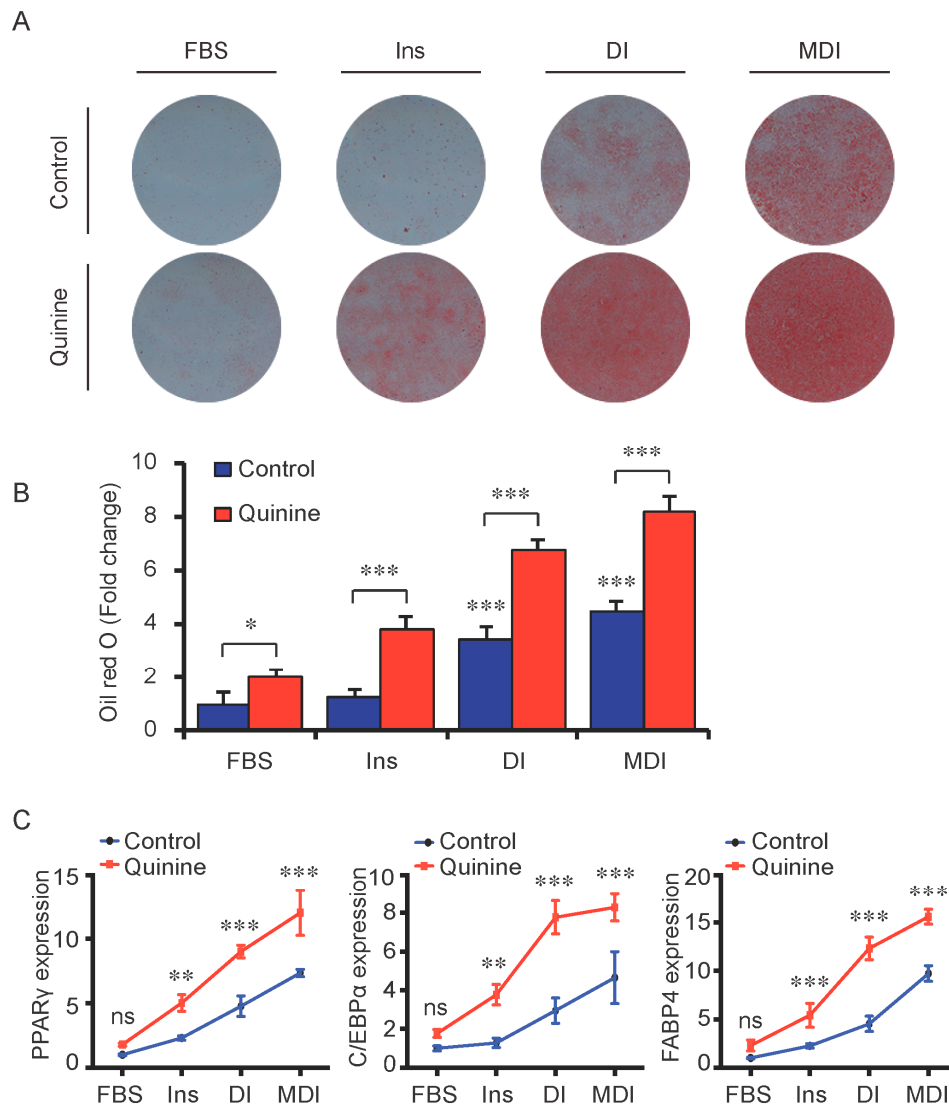 A
FBS Ins DI MDI
Control
Quinine
B
Oil red O (Fold change)
10
8
6
4
2
0
Control
Quinine
*
***
***
***
***
***
FBS Ins DI MDI
C
Control
Quinine
PPARγ expression
15
10
5
0
ns
**
***
***
FBS Ins DI MDI
Control
Quinine
C/EBPα expression
10
8
6
4
2
0
ns
**
***
***
FBS Ins DI MDI
Control
Quinine
FABP4 expression
20
15
10
5
0
ns
***
***
***
FBS Ins DI MDI